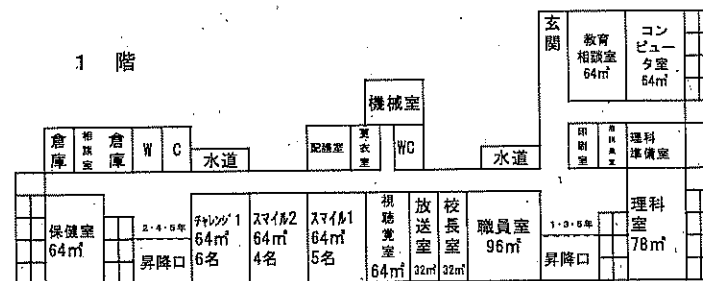 1 階
玄関
教育
相談室
64㎡
コン
ピュー
タ室
64㎡
機械室
倉庫
相談室
倉庫
W
C
水道
配膳室
更衣室
WC
水道
印刷室
理科
準備室
保健室
64㎡
2・4・5年
昇降口
チャレンジ1
64㎡
6名
スマイル2
64㎡
4名
スマイル1
64㎡
5名
視聴覚室
64㎡
放送室
32㎡
校長室
32㎡
職員室
96㎡
1・3・5年
昇降口
理科
室
78㎡